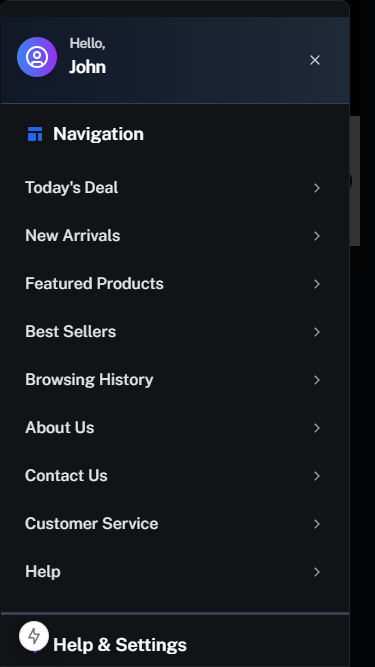 Hello,
John
Navigation
Today's Deal
New Arrivals
Featured Products
Best Sellers
Browsing History
About Us
Contact Us
Customer Service
Help
Help & Settings